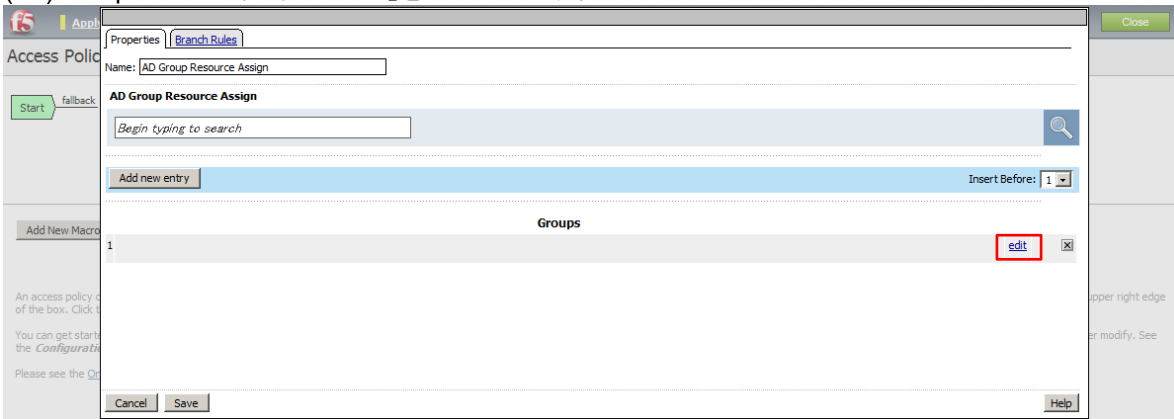 f5 Appl Close
Properties Branch Rules
Access Polic
Name: AD Group Resource Assign
Start fallback
AD Group Resource Assign
Begin typing to search
Add new entry Insert Before: 1
Groups
Add New Macro
1 edit
An access policy upper right edge
of the box. Click
You can get starte er modify. See
the Configuratio
Please see the
Cancel Save Help